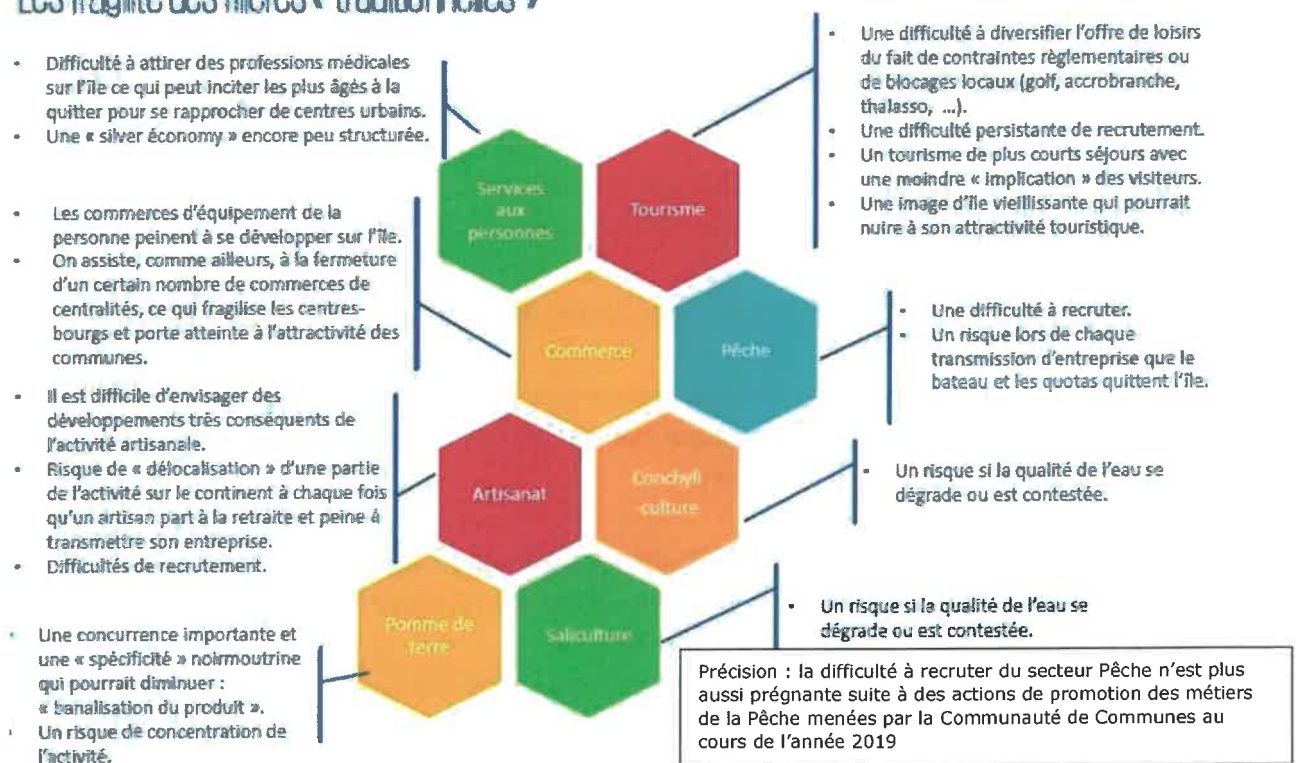 Les fragilité des filières « traditionnelles »
• Difficulté à attirer des professions médicales
sur l'île ce qui peut inciter les plus âgés à la
quitter pour se rapprocher de centres urbains.
• Une « silver économy » encore peu structurée.
• Les commerces d'équipement de la
personne peinent à se développer sur l'île.
• On assiste, comme ailleurs, à la fermeture
d'un certain nombre de commerces de
centralités, ce qui fragilise les centres-
bourgs et porte atteinte à l'attractivité des
communes.
• Il est difficile d'envisager des
développements très conséquents de
l'activité artisanale.
• Risque de « délocalisation » d'une partie
de l'activité sur le continent à chaque fois
qu'un artisan part à la retraite et peine à
transmettre son entreprise.
• Difficultés de recrutement.
• Une concurrence importante et
une « spécificité » noirmoutrine
qui pourrait diminuer :
« banalisation du produit ».
• Un risque de concentration de
l'activité.
Services
aux
personnes
Tourisme
Commerce
Pêche
Artisanat
Conchyli
-culture
Pomme de
terre
Saliculture
• Une difficulté à diversifier l'offre de loisirs
du fait de contraintes règlementaires ou
de blocages locaux (golf, accrobranche,
thalasso, ...).
• Une difficulté persistante de recrutement.
• Un tourisme de plus courts séjours avec
une moindre « implication » des visiteurs.
• Une image d'île vieillissante qui pourrait
nuire à son attractivité touristique.
• Une difficulté à recruter.
• Un risque lors de chaque
transmission d'entreprise que le
bateau et les quotas quittent l'île.
• Un risque si la qualité de l'eau se
dégrade ou est contestée.
• Un risque si la qualité de l'eau se
dégrade ou est contestée.
Précision : la difficulté à recruter du secteur Pêche n'est plus
aussi prégnante suite à des actions de promotion des métiers
de la Pêche menées par la Communauté de Communes au
cours de l'année 2019